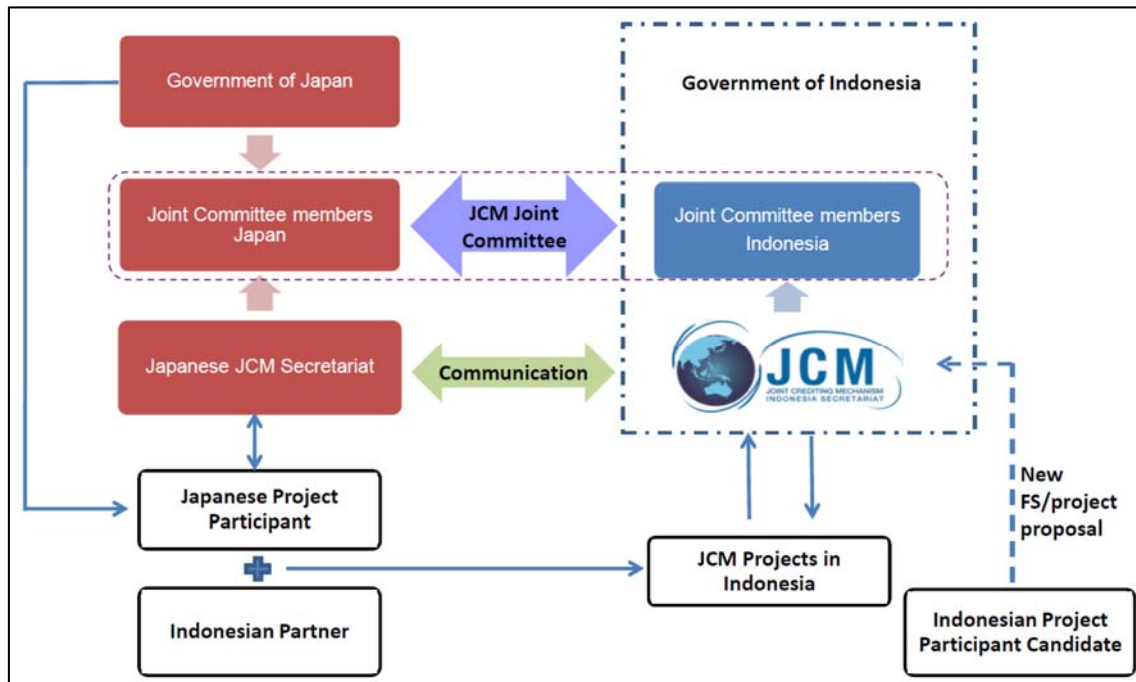 Government of Japan
Government of Indonesia
Joint Committee members
Japan
JCM Joint
Committee
Joint Committee members
Indonesia
Japanese JCM Secretariat
Communication
JCM
JOINT CREDITING MECHANISM
INDONESIA SECRETARIAT
Japanese Project
Participant
New
FS/project
proposal
JCM Projects in
Indonesia
Indonesian Partner
Indonesian Project
Participant Candidate